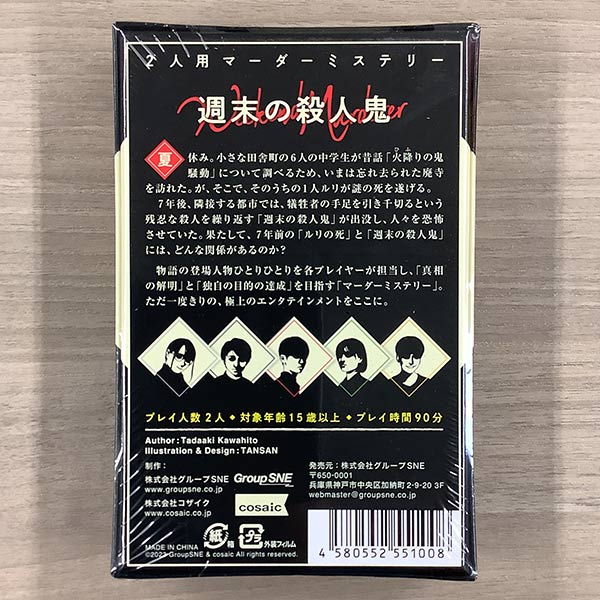 2人用マーダーミステリー
Weekend Murderer
週末の殺人鬼
夏休み。小さな田舎町の6人の中学生が昔話「火降りの鬼
ひふ
騒動」について調べるため、いまは忘れ去られた廃寺
を訪れた。が、そこで、そのうちの1人ルリが謎の死を遂げる。
7年後、隣接する都市では、犠牲者の手足を引き千切るという
残忍な殺人を繰り返す「週末の殺人鬼」が出没し、人々を恐怖
させていた。果たして、7年前の「ルリの死」と「週末の殺人鬼」
には、どんな関係があるのか?
物語の登場人物ひとりひとりを各プレイヤーが担当し、「真相
の解明」と「独自の目的の達成」を目指す「マーダーミステリー」。
ただ一度きりの、極上のエンタテインメントをここに。
プレイ人数2人◆対象年齢15歳以上◆プレイ時間90分
Author : Tadaaki Kawahito
Illustration & Design : TANSAN
制作:
株式会社グループSNE GroupSNE
www.groupsne.co.jp
株式会社コザイク cosaic
www.cosaic.co.jp
発売元:株式会社グループSNE
〒650-0001
兵庫県神戸市中央区加納町2-9-20 3F
webmaster@groupsne.co.jp
紙 箱 プラ 外装フィルム
MADE IN CHINA
©2023 GroupSNE & cosaic All rights reserved.
4 580552 551008